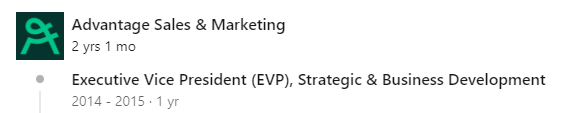 Advantage Sales & Marketing
2 yrs 1 mo
Executive Vice President (EVP), Strategic & Business Development
2014 - 2015 · 1 yr